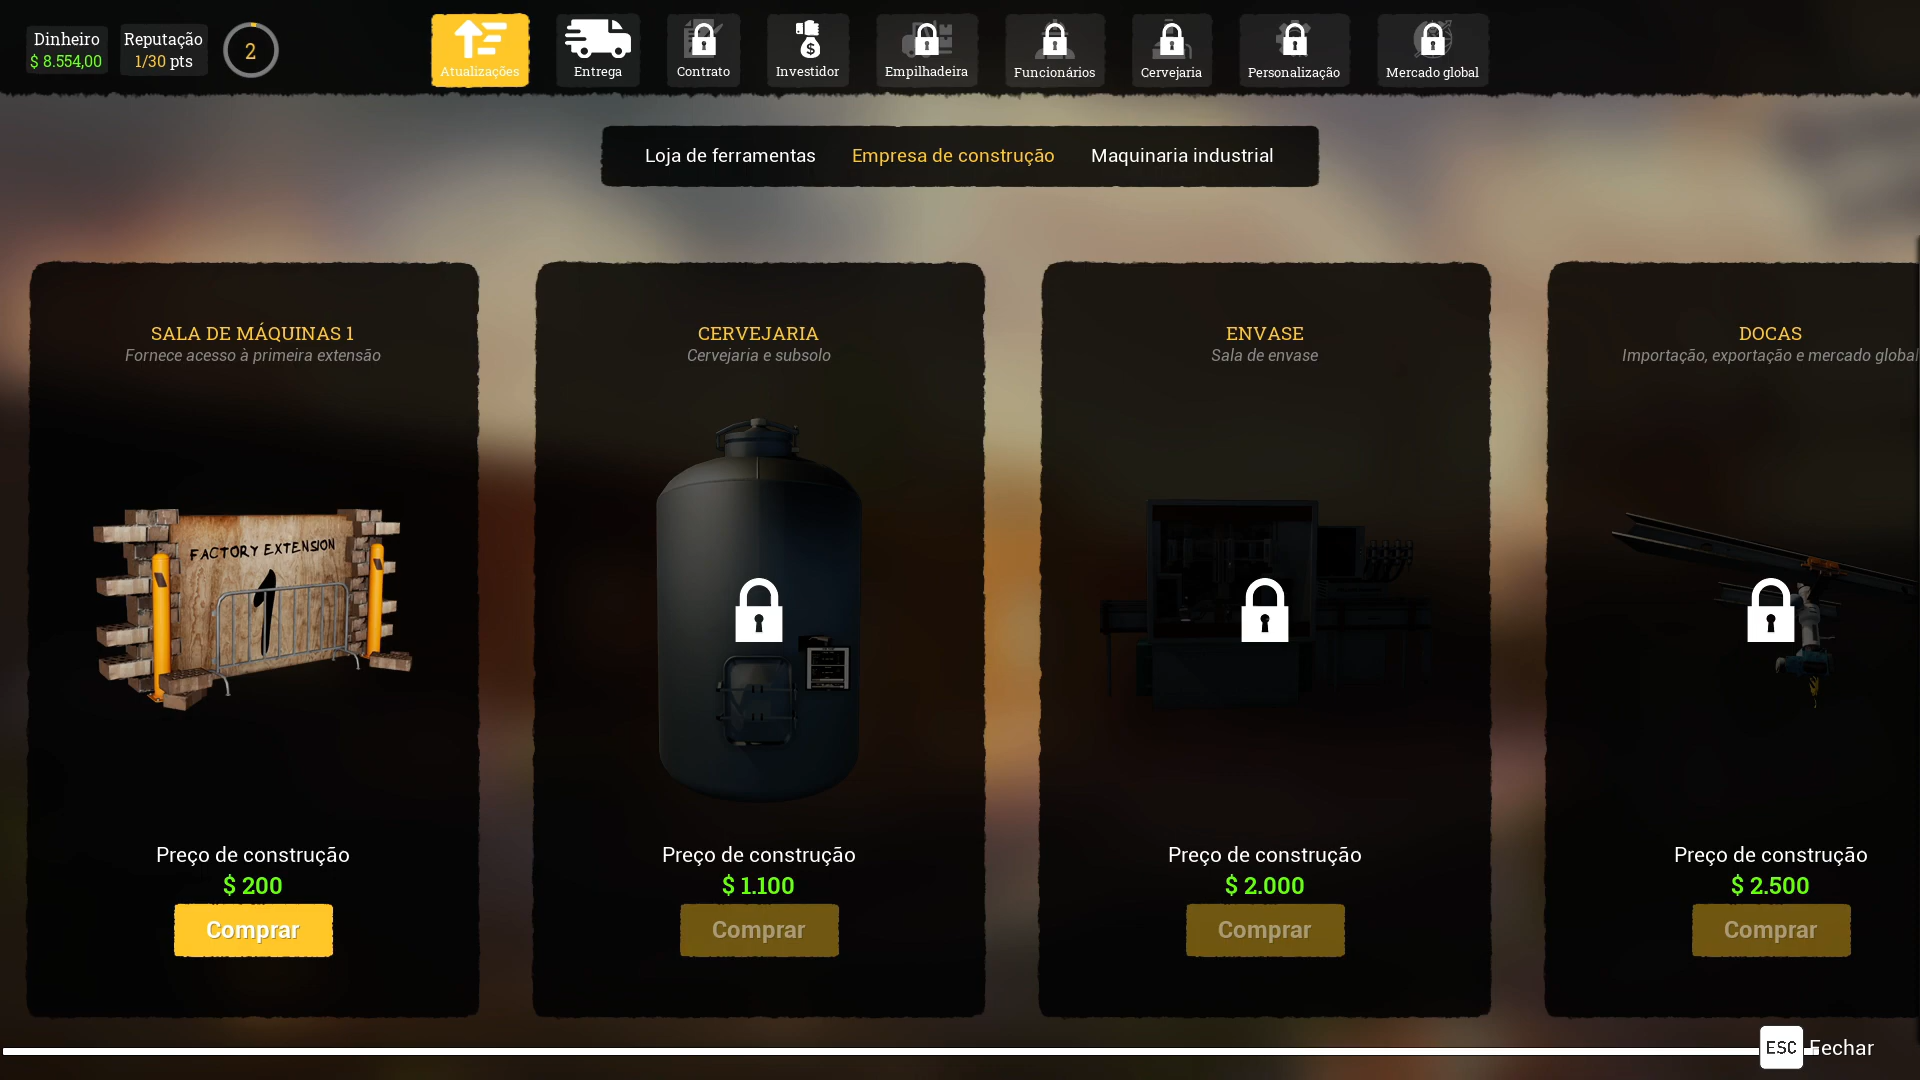 Dinheiro
$ 8.554,00
Reputação
1/30 pts
2
Atualizações
Entrega
Contrato
Investidor
Empilhadeira
Funcionários
Cervejaria
Personalização
Mercado global
Loja de ferramentas
Empresa de construção
Maquinaria industrial
SALA DE MÁQUINAS 1
Fornece acesso à primeira extensão
FACTORY EXTENSION
1
Preço de construção
$ 200
Comprar
CERVEJARIA
Cervejaria e subsolo
Preço de construção
$ 1.100
Comprar
ENVASE
Sala de envase
Preço de construção
$ 2.000
Comprar
DOCAS
Importação, exportação e mercado global
Preço de construção
$ 2.500
Comprar
ESC Fechar